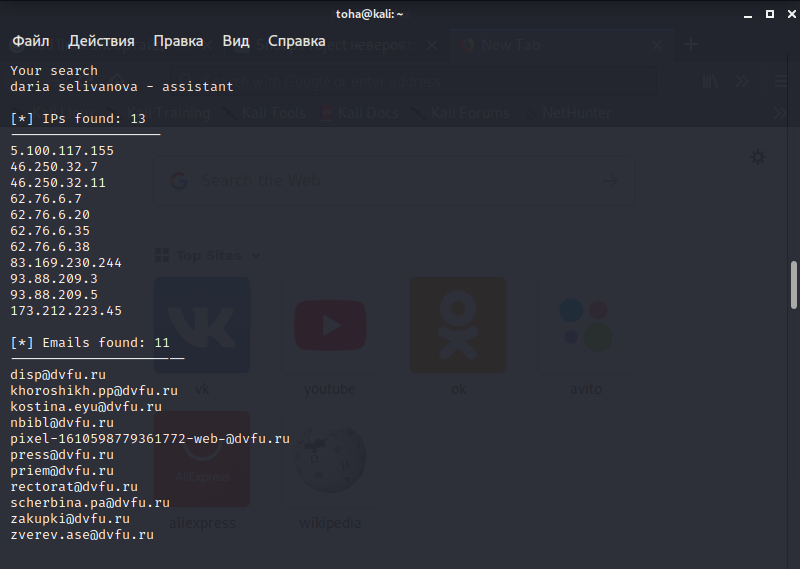 toha@kali: ~
Файл Действия Правка Вид Справка
New Tab
Your search
daria selivanova - assistant
Kali Training Kali Tools Kali Docs Kali Forums NetHunter
[*] IPs found: 13
5.100.117.155
46.250.32.7
46.250.32.11
62.76.6.7
Search the Web
62.76.6.20
62.76.6.35
62.76.6.38
Top Sites
83.169.230.244
93.88.209.3
93.88.209.5
173.212.223.45
[*] Emails found: 11
disp@dvfu.ru
vk youtube ok avito
khoroshikh.pp@dvfu.ru
kostina.eyu@dvfu.ru
nbibl@dvfu.ru
pixel-1610598779361772-web-@dvfu.ru
press@dvfu.ru
priem@dvfu.ru
AliExpress
rectorat@dvfu.ru
scherbina.pa@dvfu.ru
zakupki@dvfu.ru
aliexpress wikipedia
zverev.ase@dvfu.ru